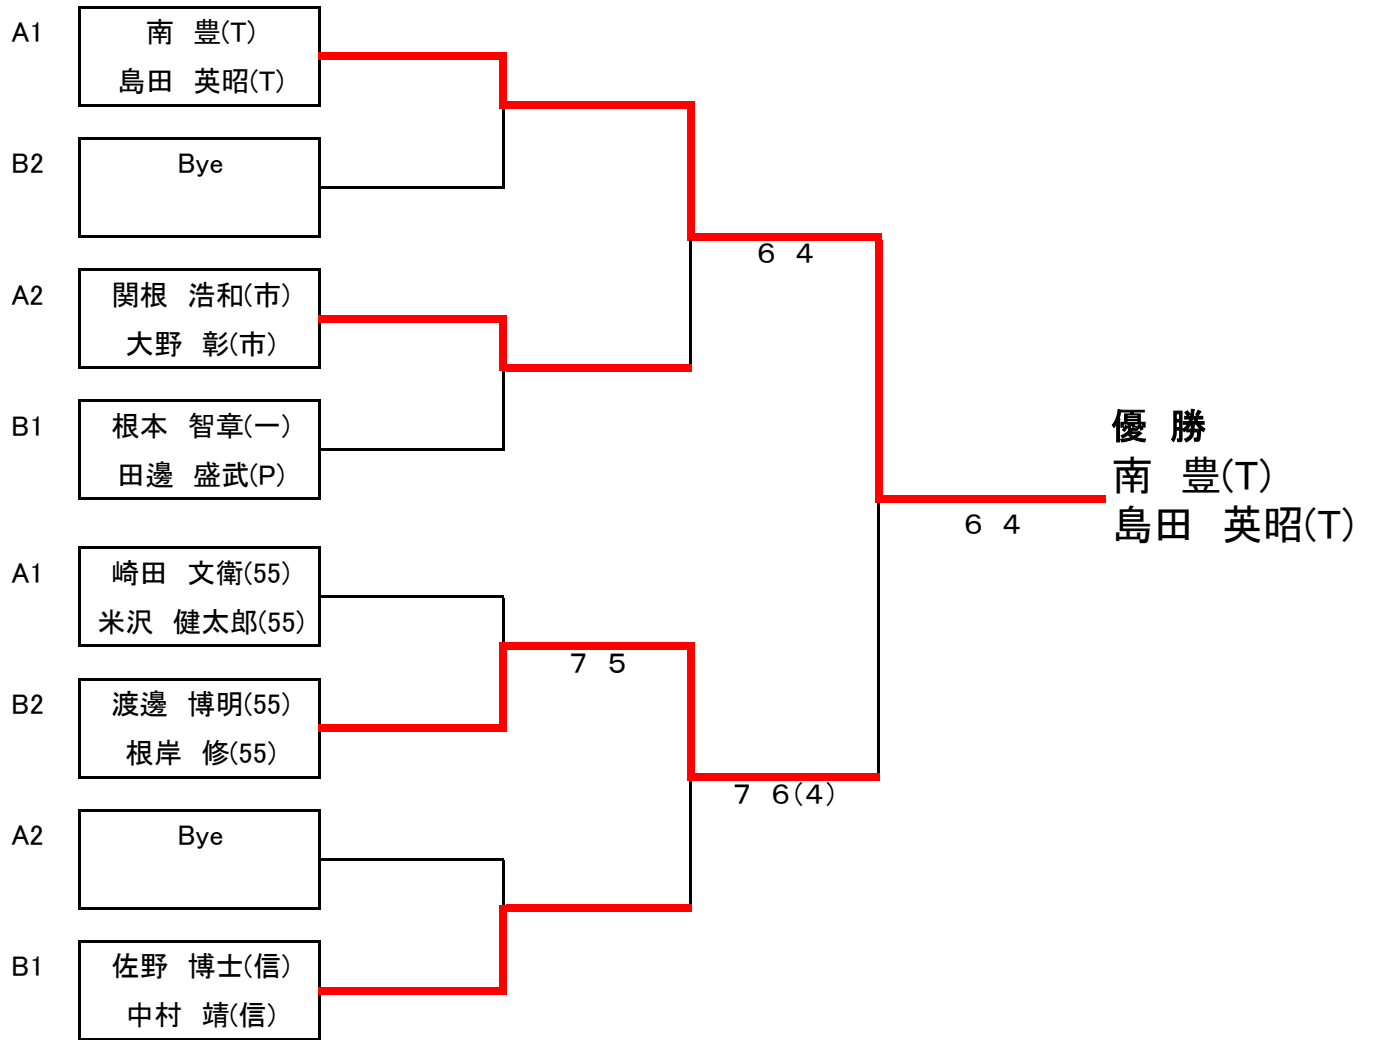 A1
南　豊(T)
島田　英昭(T)
B2
Bye
6 4
A2
関根　浩和(市)
大野　彰(市)
B1
根本　智章(一)
田邊　盛武(P)
優　勝
南　豊(T)
島田　英昭(T)
6 4
A1
崎田　文衛(55)
米沢　健太郎(55)
7 5
B2
渡邊　博明(55)
根岸　修(55)
7 6(4)
A2
Bye
B1
佐野　博士(信)
中村　靖(信)